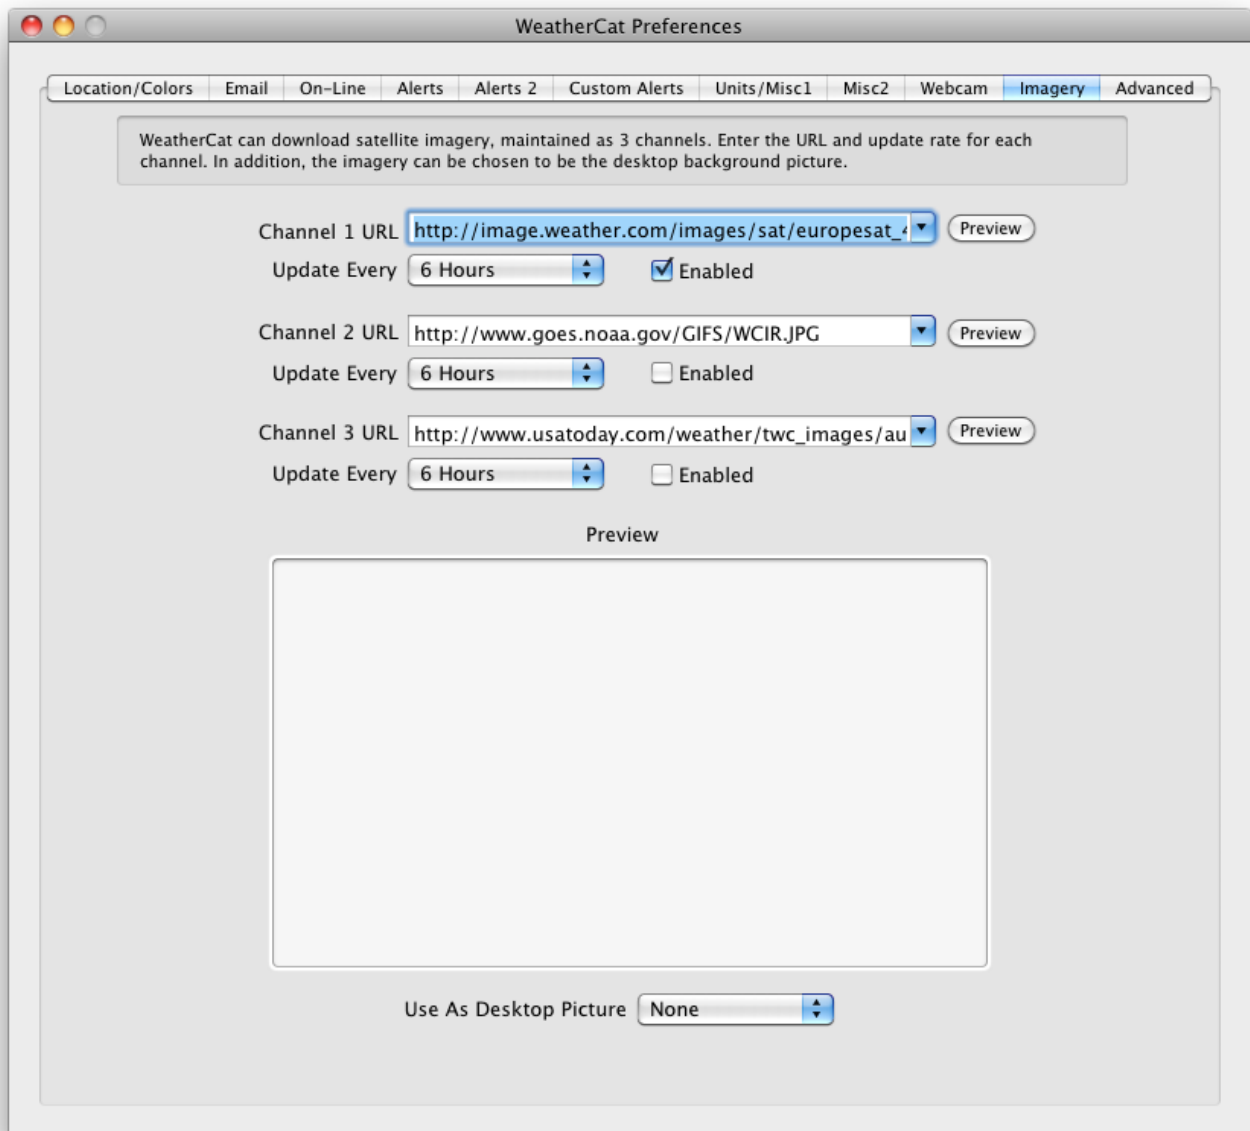 WeatherCat Preferences
Location/Colors Email On-Line Alerts Alerts 2 Custom Alerts Units/Misc1 Misc2 Webcam Imagery Advanced
WeatherCat can download satellite imagery, maintained as 3 channels. Enter the URL and update rate for each
channel. In addition, the imagery can be chosen to be the desktop background picture.
Channel 1 URL http://image.weather.com/images/sat/europesat_4 Preview
Update Every 6 Hours Enabled
Channel 2 URL http://www.goes.noaa.gov/GIFS/WCIR.JPG Preview
Update Every 6 Hours Enabled
Channel 3 URL http://www.usatoday.com/weather/twc_images/au Preview
Update Every 6 Hours Enabled
Preview
Use As Desktop Picture None